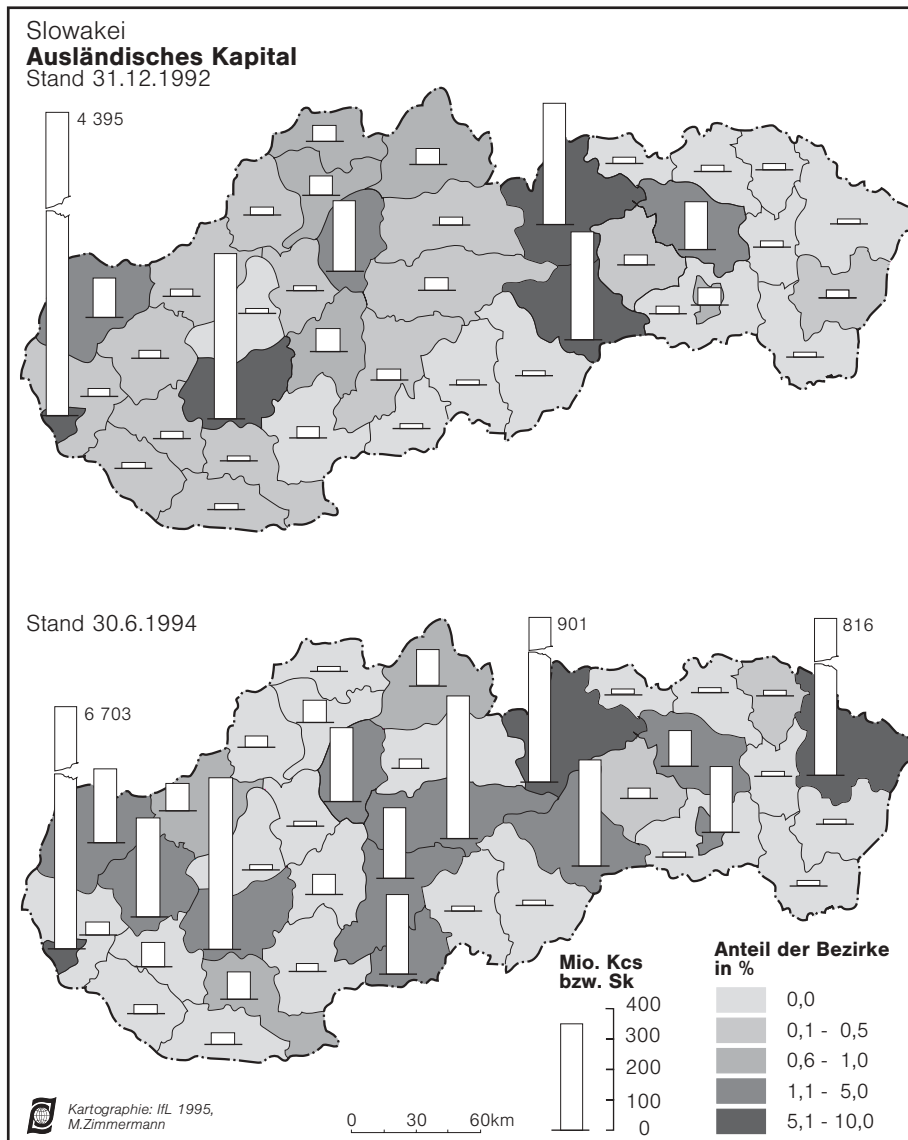 Slowakei
Ausländisches Kapital
Stand 31.12.1992
4 395
Stand 30.6.1994
6 703
901
816
Mio. Kcs
bzw. Sk
400
300
200
100
0
Anteil der Bezirke
in %
0,0
0,1 - 0,5
0,6 - 1,0
1,1 - 5,0
5,1 - 10,0
Kartographie: IfL 1995,
M.Zimmermann
0 30 60km